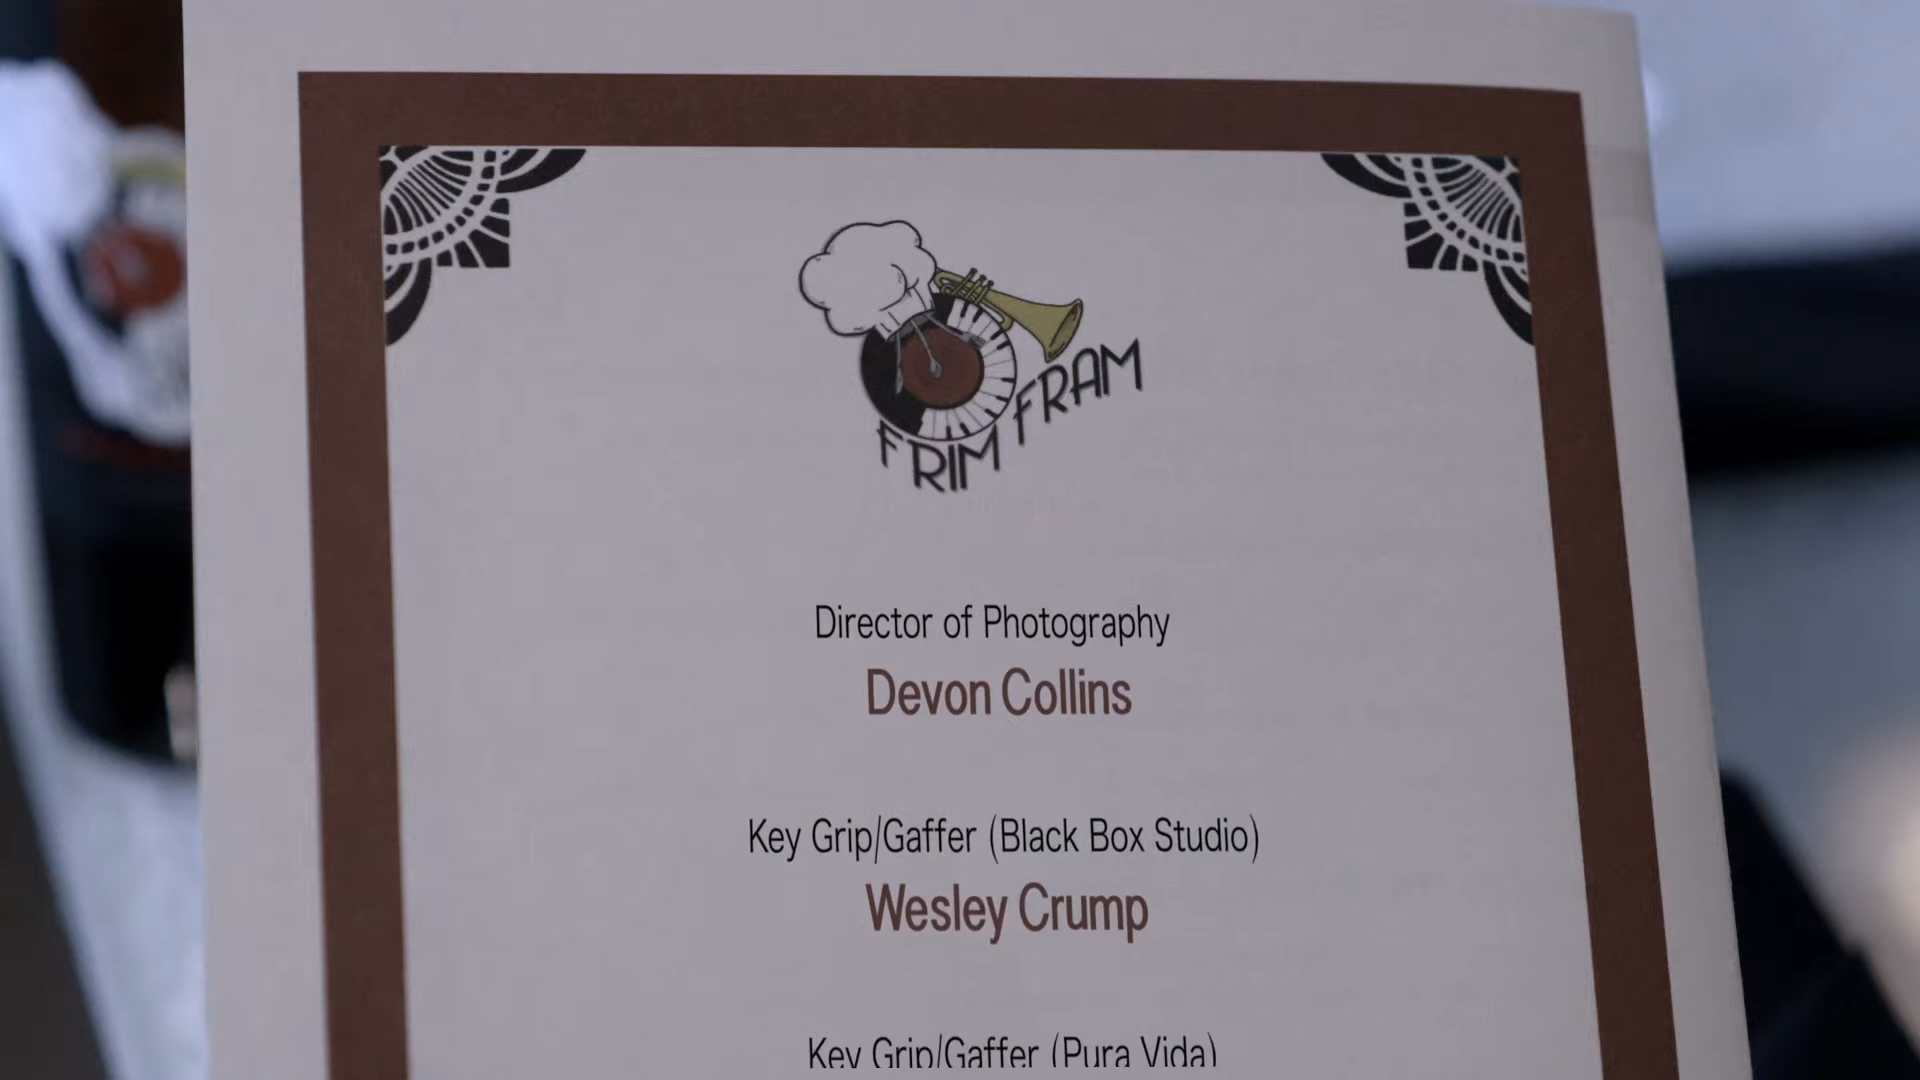 FRIM FRAM
Director of Photography
Devon Collins
Key Grip/Gaffer (Black Box Studio)
Wesley Crump
Key Grip/Gaffer (Pura Vida)